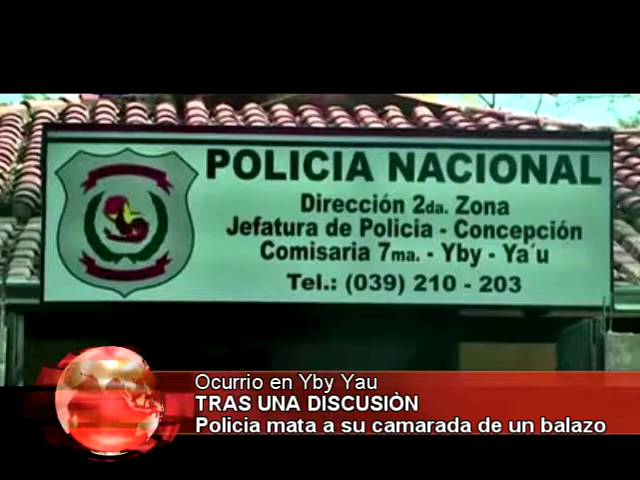 POLICIA NACIONAL
Dirección 2da. Zona
Jefatura de Policia - Concepción
Comisaria 7ma. - Yby - Ya´u
Tel.: (039) 210 - 203
Ocurrio en Yby Yau
TRAS UNA DISCUSIÒN
Policia mata a su camarada de un balazo